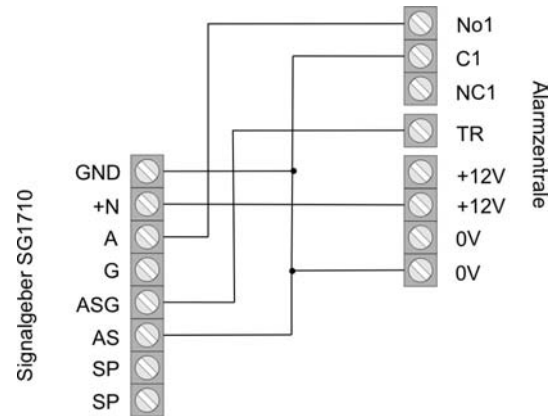 Signalgeber SG1710
GND
+N
A
G
ASG
AS
SP
SP
No1
C1
NC1
TR
+12V
+12V
0V
0V
Alarmzentrale